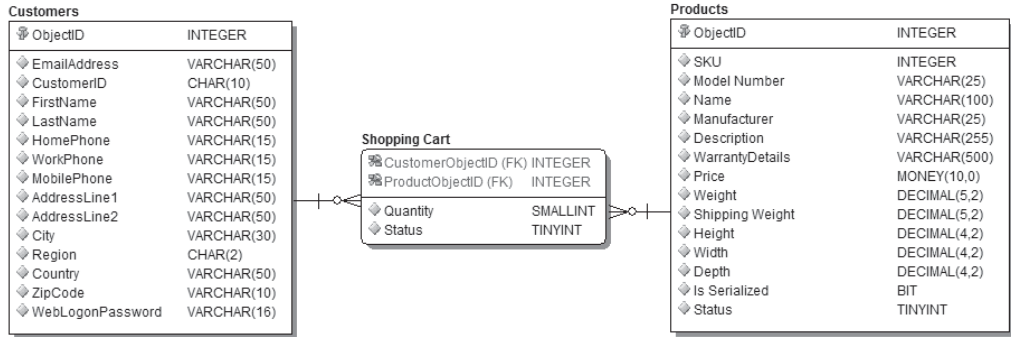 Customers
ObjectID INTEGER
EmailAddress VARCHAR(50)
CustomerID CHAR(10)
FirstName VARCHAR(50)
LastName VARCHAR(50)
HomePhone VARCHAR(15)
WorkPhone VARCHAR(15)
MobilePhone VARCHAR(15)
AddressLine1 VARCHAR(50)
AddressLine2 VARCHAR(50)
City VARCHAR(30)
Region CHAR(2)
Country VARCHAR(50)
ZipCode VARCHAR(10)
WebLogonPassword VARCHAR(16)
Shopping Cart
CustomerObjectID (FK) INTEGER
ProductObjectID (FK) INTEGER
Quantity SMALLINT
Status TINYINT
Products
ObjectID INTEGER
SKU INTEGER
Model Number VARCHAR(25)
Name VARCHAR(100)
Manufacturer VARCHAR(25)
Description VARCHAR(255)
WarrantyDetails VARCHAR(500)
Price MONEY(10,0)
Weight DECIMAL(5,2)
Shipping Weight DECIMAL(5,2)
Height DECIMAL(4,2)
Width DECIMAL(4,2)
Depth DECIMAL(4,2)
Is Serialized BIT
Status TINYINT